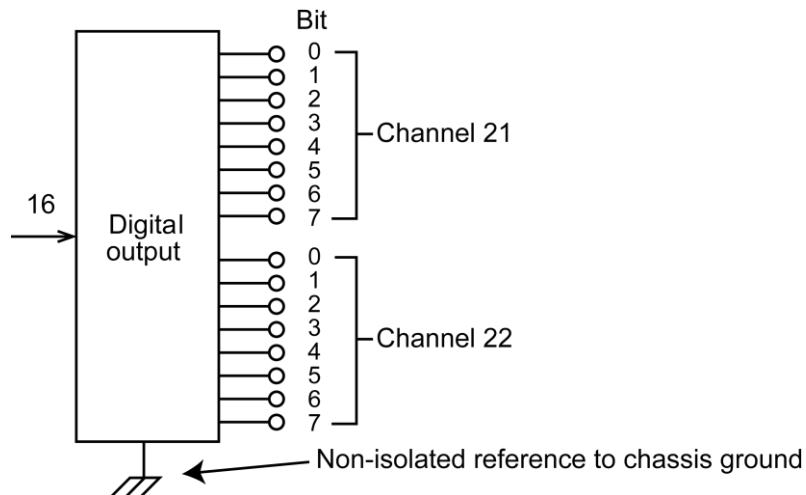 Bit
0
1
2
3
4
5
6
7
Channel 21
16
Digital
output
0
1
2
3
4
5
6
7
Channel 22
Non-isolated reference to chassis ground